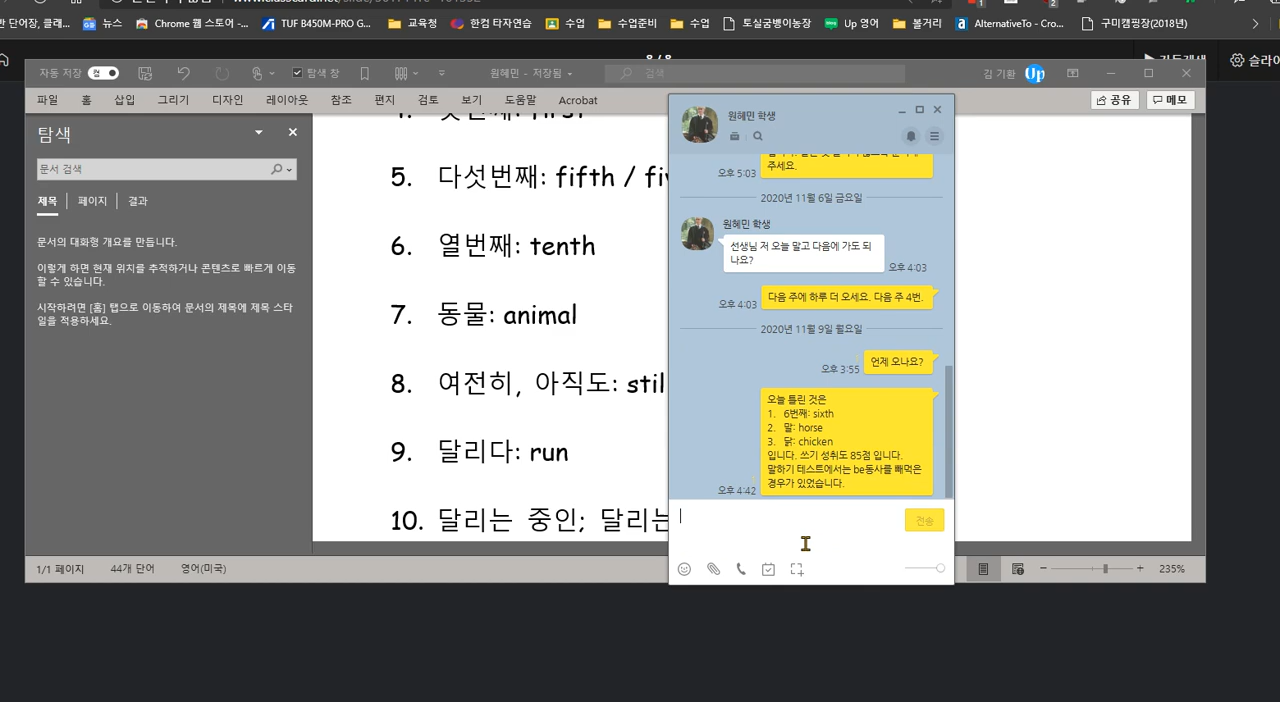 한 단어장, 클래...
뉴스
Chrome 웹 스토어 -...
TUF B450M-PRO G...
교육청
한컴 타자연습
수업
수업준비
수업
토실굼벵이농장
Up 영어
볼거리
AlternativeTo - Cro...
구미캠핑장(2018년)
8/8
슬라이
자동 저장
탐색 창
원혜민 - 저장됨
검색
김 기환
Up
파일 홈 삽입 그리기 디자인 레이아웃 참조 편지 검토 보기 도움말 Acrobat
공유
메모
탐색
문서 검색
제목
페이지
결과
문서의 대화형 개요를 만듭니다.
이렇게 하면 현재 위치를 추적하거나 콘텐츠로 빠르게 이동
할 수 있습니다.
시작하려면 [홈] 탭으로 이동하여 문서의 제목에 제목 스타
일을 적용하세요.
5. 다섯번째: fifth / fiv
6. 열번째: tenth
7. 동물: animal
8. 여전히, 아직도: stil
9. 달리다: run
10. 달리는 중인; 달리는
원혜민 학생
주세요.
오후 5:03
2020년 11월 6일 금요일
원혜민 학생
선생님 저 오늘 말고 다음에 가도 되
나요?
오후 4:03
다음 주에 하루 더 오세요. 다음 주 4번.
오후 4:03
2020년 11월 9일 월요일
언제 오나요?
오후 3:55
오늘 틀린 것은
1. 6번째: sixth
2. 말: horse
3. 닭: chicken
입니다. 쓰기 성취도 85점 입니다.
말하기 테스트에서는 be동사를 빼먹은
경우가 있었습니다.
오후 4:42
전송
1/1 페이지
44개 단어
영어(미국)
235%